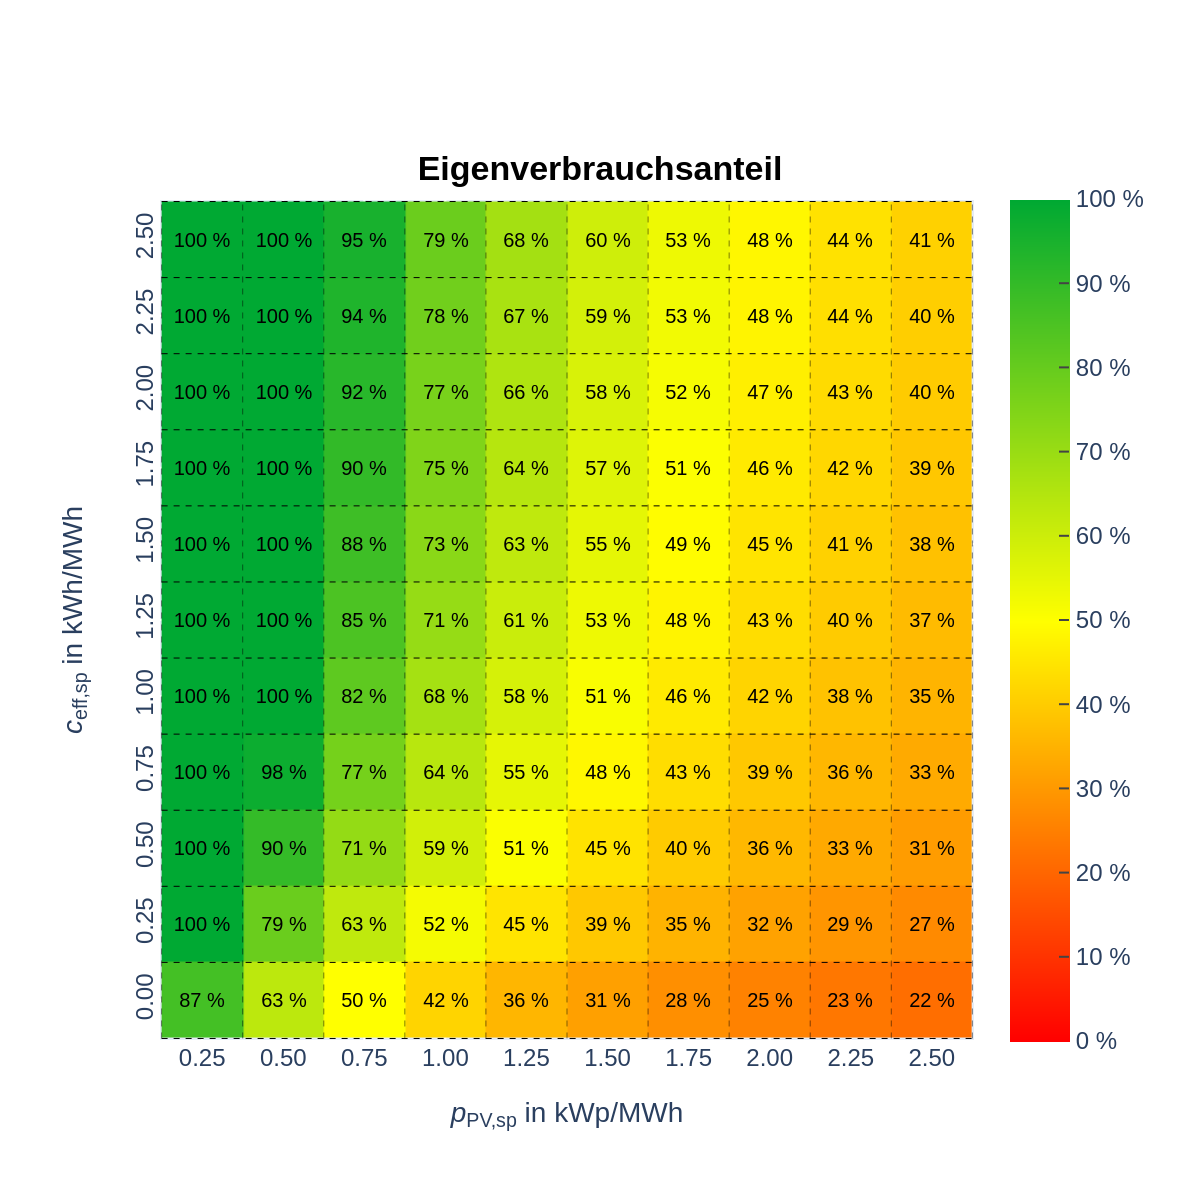 Eigenverbrauchsanteil
2.50 100 % 100 % 95 % 79 % 68 % 60 % 53 % 48 % 44 % 41 %
2.25 100 % 100 % 94 % 78 % 67 % 59 % 53 % 48 % 44 % 40 %
2.00 100 % 100 % 92 % 77 % 66 % 58 % 52 % 47 % 43 % 40 %
1.75 100 % 100 % 90 % 75 % 64 % 57 % 51 % 46 % 42 % 39 %
1.50 100 % 100 % 88 % 73 % 63 % 55 % 49 % 45 % 41 % 38 %
1.25 100 % 100 % 85 % 71 % 61 % 53 % 48 % 43 % 40 % 37 %
1.00 100 % 100 % 82 % 68 % 58 % 51 % 46 % 42 % 38 % 35 %
0.75 100 % 98 % 77 % 64 % 55 % 48 % 43 % 39 % 36 % 33 %
0.50 100 % 90 % 71 % 59 % 51 % 45 % 40 % 36 % 33 % 31 %
0.25 100 % 79 % 63 % 52 % 45 % 39 % 35 % 32 % 29 % 27 %
0.00 87 % 63 % 50 % 42 % 36 % 31 % 28 % 25 % 23 % 22 %
0.25 0.50 0.75 1.00 1.25 1.50 1.75 2.00 2.25 2.50
pPV,sp in kWp/MWh
ceff,sp in kWh/MWh
100 %
90 %
80 %
70 %
60 %
50 %
40 %
30 %
20 %
10 %
0 %